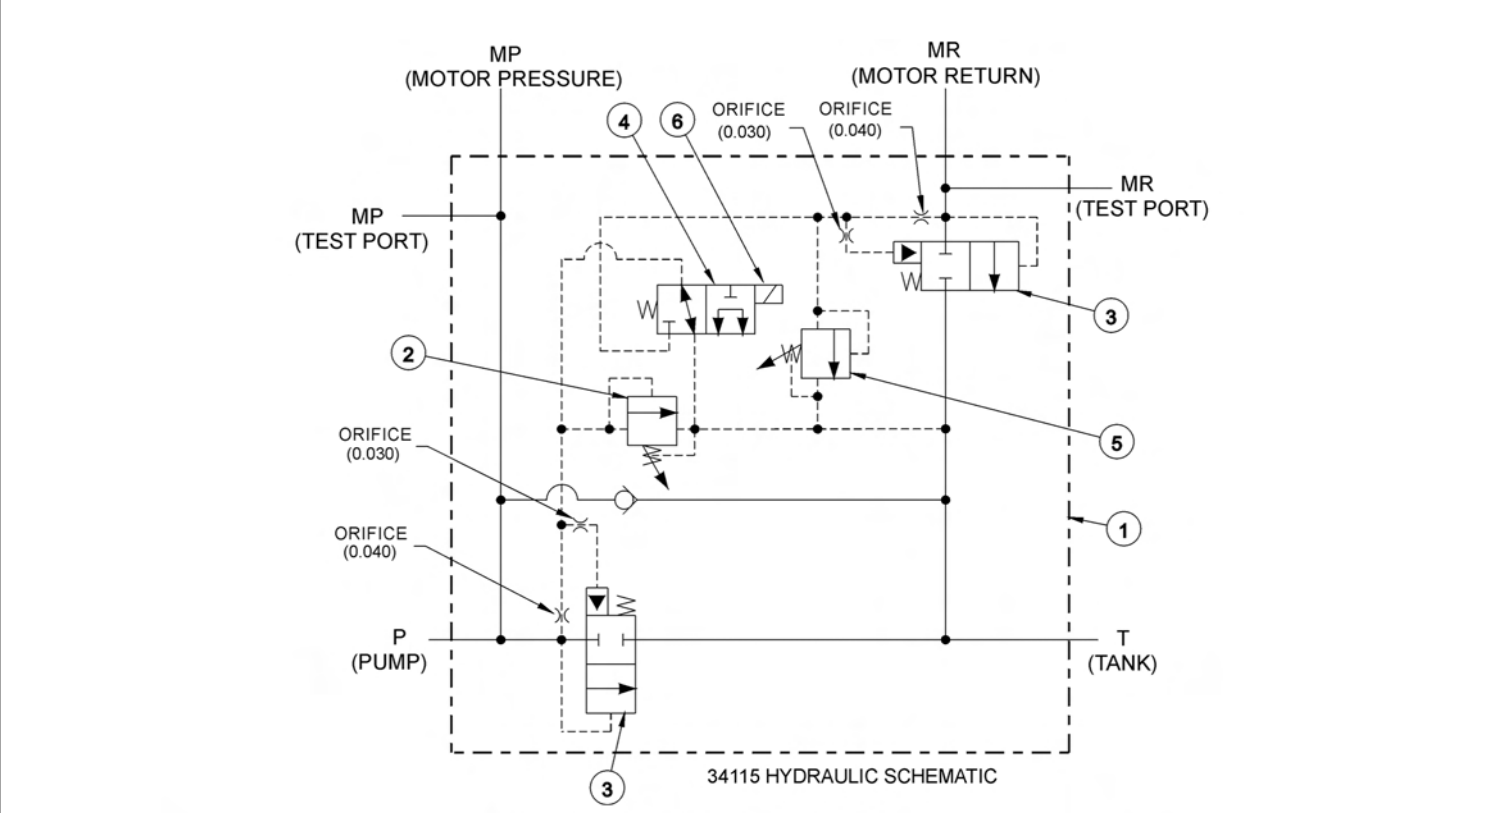 MP
(MOTOR PRESSURE)
MR
(MOTOR RETURN)
4
6
ORIFICE
(0.030)
ORIFICE
(0.040)
MP
(TEST PORT)
MR
(TEST PORT)
3
2
5
ORIFICE
(0.030)
1
ORIFICE
(0.040)
P
(PUMP)
T
(TANK)
34115 HYDRAULIC SCHEMATIC
3